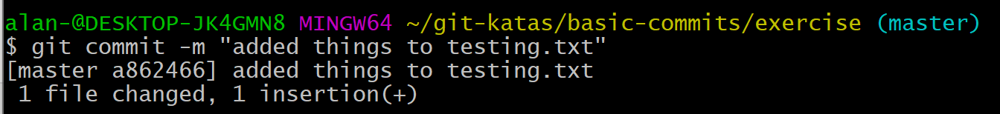 alan-@DESKTOP-JK4GMN8 MINGW64 ~/git-katas/basic-commits/exercise (master)
$ git commit -m "added things to testing.txt"
[master a862466] added things to testing.txt
 1 file changed, 1 insertion(+)